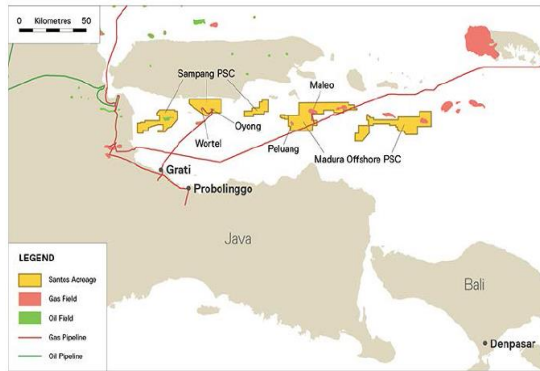 0 Kilometres 50
Sampang PSC
Maleo
Oyong
Wortel
Peluang
Madura Offshore PSC
Grati
Probolinggo
Java
Bali
Denpasar
LEGEND
Santos Acreage
Gas Field
Oil Field
Gas Pipeline
Oil Pipeline